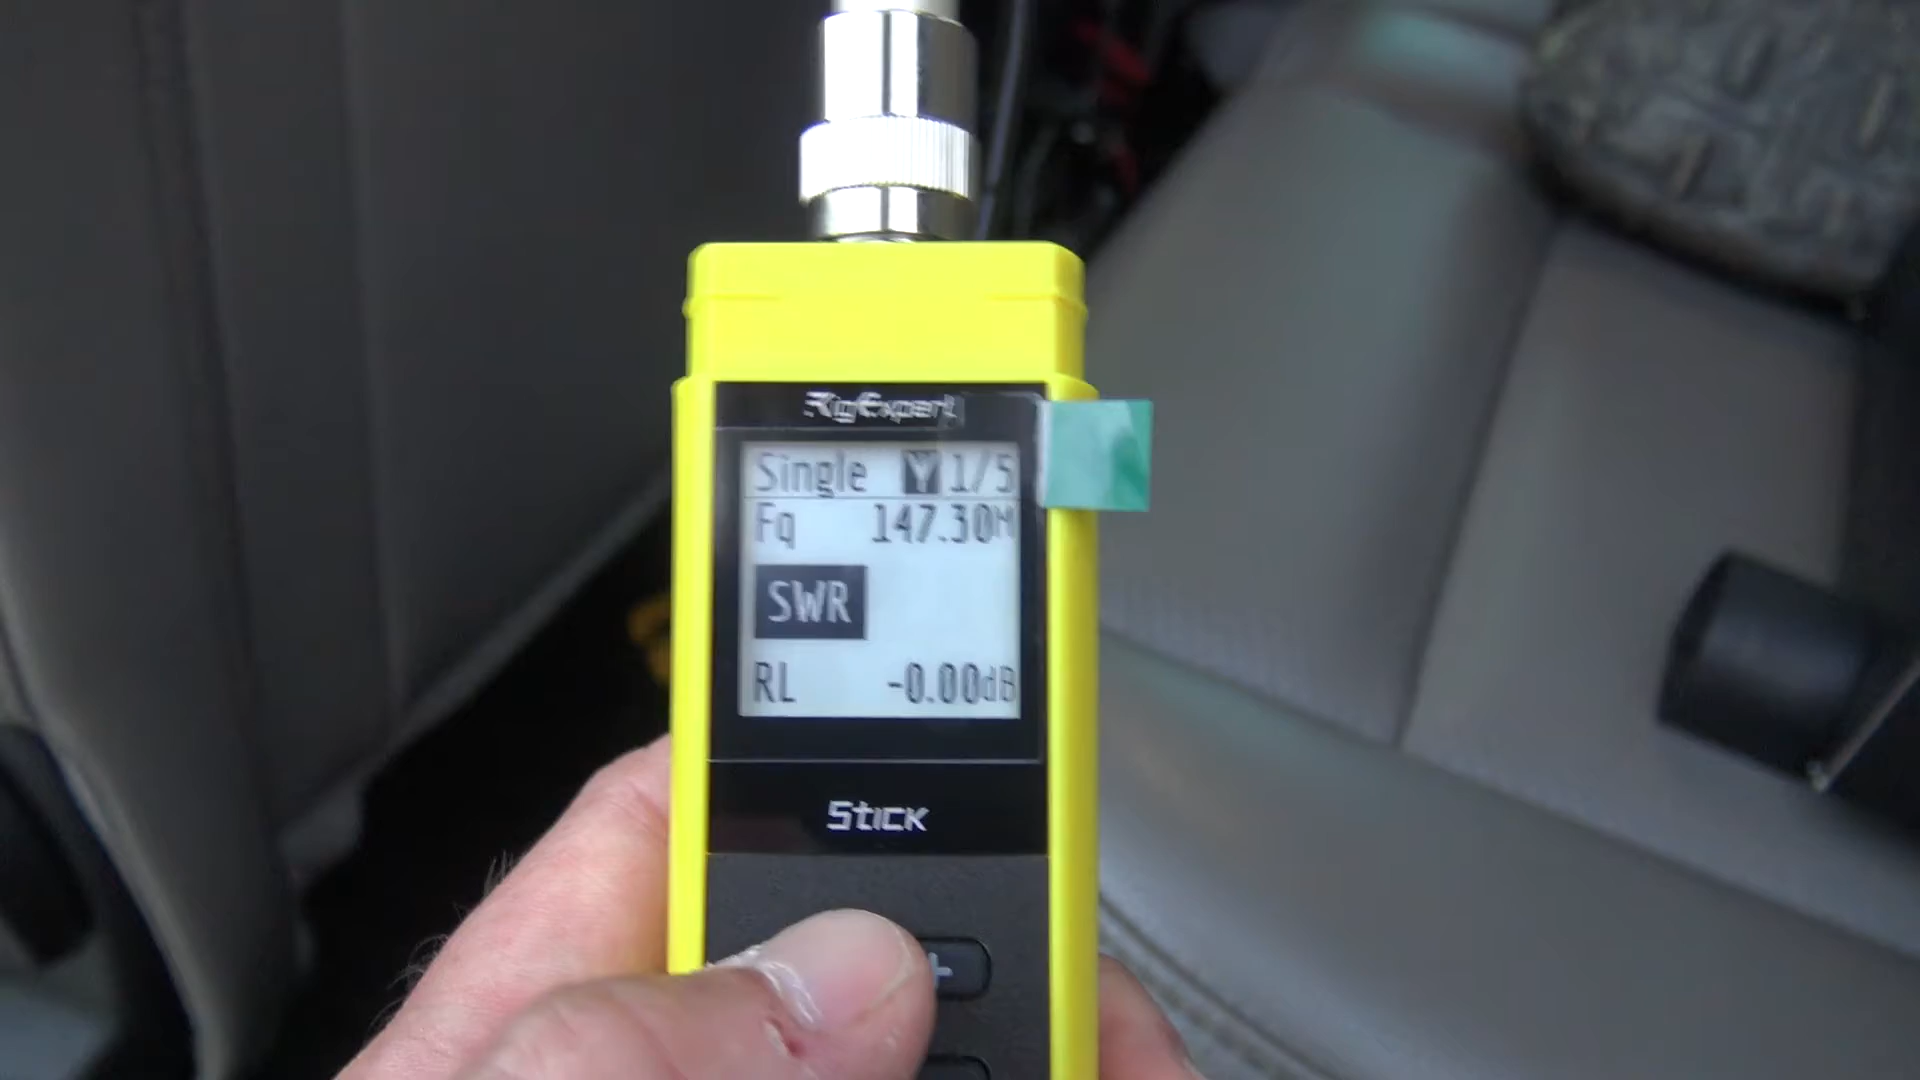 RigExpert
Single Y 1/5
Fq 147.30M
SWR
RL -0.00dB
Stick
+